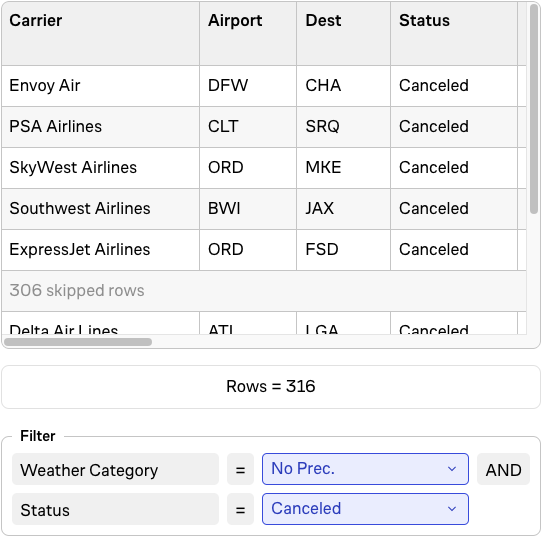 Carrier Airport Dest Status
Envoy Air DFW CHA Canceled
PSA Airlines CLT SRQ Canceled
SkyWest Airlines ORD MKE Canceled
Southwest Airlines BWI JAX Canceled
ExpressJet Airlines ORD FSD Canceled
306 skipped rows
Delta Air Lines ATL LGA Canceled
Rows = 316
Filter
Weather Category = No Prec. AND
Status = Canceled